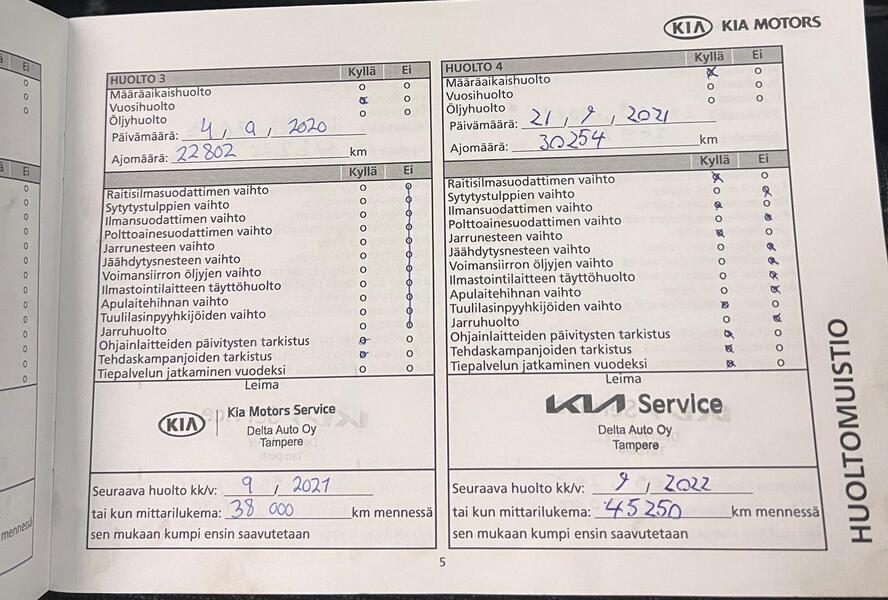 KIA KIA MOTORS
HUOLTO 3 Kyllä Ei
Määräaikaishuolto o o
Vuosihuolto x o
Öljyhuolto o o
Päivämäärä: 4 , 9 , 2020
Ajomäärä: 22802 km
Kyllä Ei
Raitisilmasuodattimen vaihto o o
Sytytystulppien vaihto o o
Ilmansuodattimen vaihto o o
Polttoainesuodattimen vaihto o o
Jarrunesteen vaihto o o
Jäähdytysnesteen vaihto o o
Voimansiirron öljyjen vaihto o o
Ilmastointilaitteen täyttöhuolto o o
Apulaitehihnan vaihto o o
Tuulilasinpyyhkijöiden vaihto o o
Jarruhuolto o o
Ohjainlaitteiden päivitysten tarkistus o o
Tehdaskampanjoiden tarkistus o o
Tiepalvelun jatkaminen vuodeksi o o
Leima
KIA Kia Motors Service
Delta Auto Oy
Tampere
Seuraava huolto kk/v: 9 / 2021
tai kun mittarilukema: 38 000 km mennessä
sen mukaan kumpi ensin saavutetaan
HUOLTO 4 Kyllä Ei
Määräaikaishuolto x o
Vuosihuolto o o
Öljyhuolto o o
Päivämäärä: 21 / 9 / 2021
Ajomäärä: 30254 km
Kyllä Ei
Raitisilmasuodattimen vaihto x o
Sytytystulppien vaihto o x
Ilmansuodattimen vaihto x o
Polttoainesuodattimen vaihto o x
Jarrunesteen vaihto x o
Jäähdytysnesteen vaihto o x
Voimansiirron öljyjen vaihto o x
Ilmastointilaitteen täyttöhuolto o x
Apulaitehihnan vaihto o x
Tuulilasinpyyhkijöiden vaihto x o
Jarruhuolto o x
Ohjainlaitteiden päivitysten tarkistus x o
Tehdaskampanjoiden tarkistus x o
Tiepalvelun jatkaminen vuodeksi x o
Leima
KIA Service
Delta Auto Oy
Tampere
Seuraava huolto kk/v: 9 / 2022
tai kun mittarilukema: 45250 km mennessä
sen mukaan kumpi ensin saavutetaan
HUOLTOMUISTIO
5
Ei
Ei
mennessä